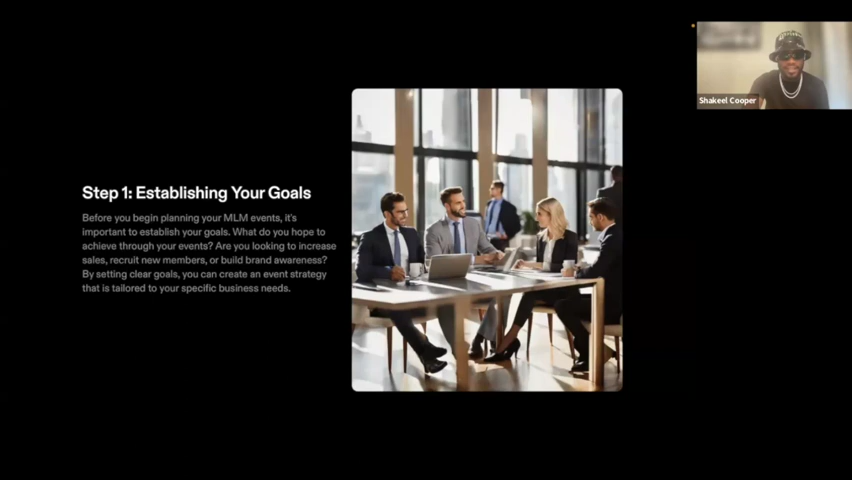 Step 1: Establishing Your Goals
Before you begin planning your MLM events, it's
important to establish your goals. What do you hope to
achieve through your events? Are you looking to increase
sales, recruit new members, or build brand awareness?
By setting clear goals, you can create an event strategy
that is tailored to your specific business needs.
Shakeel Cooper